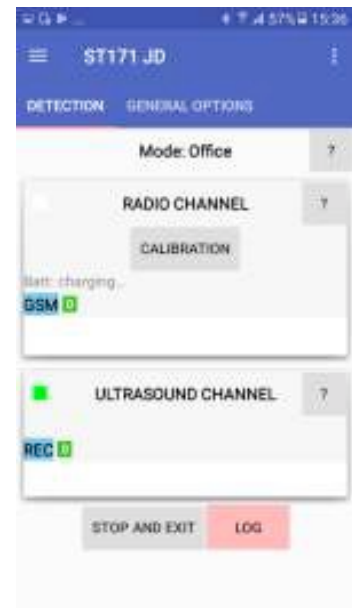 57% 15:36
ST171 JD
DETECTION GENERAL OPTIONS
Mode: Office ?
RADIO CHANNEL ?
CALIBRATION
Batt: charging...
GSM 0
ULTRASOUND CHANNEL ?
REC 0
STOP AND EXIT LOG